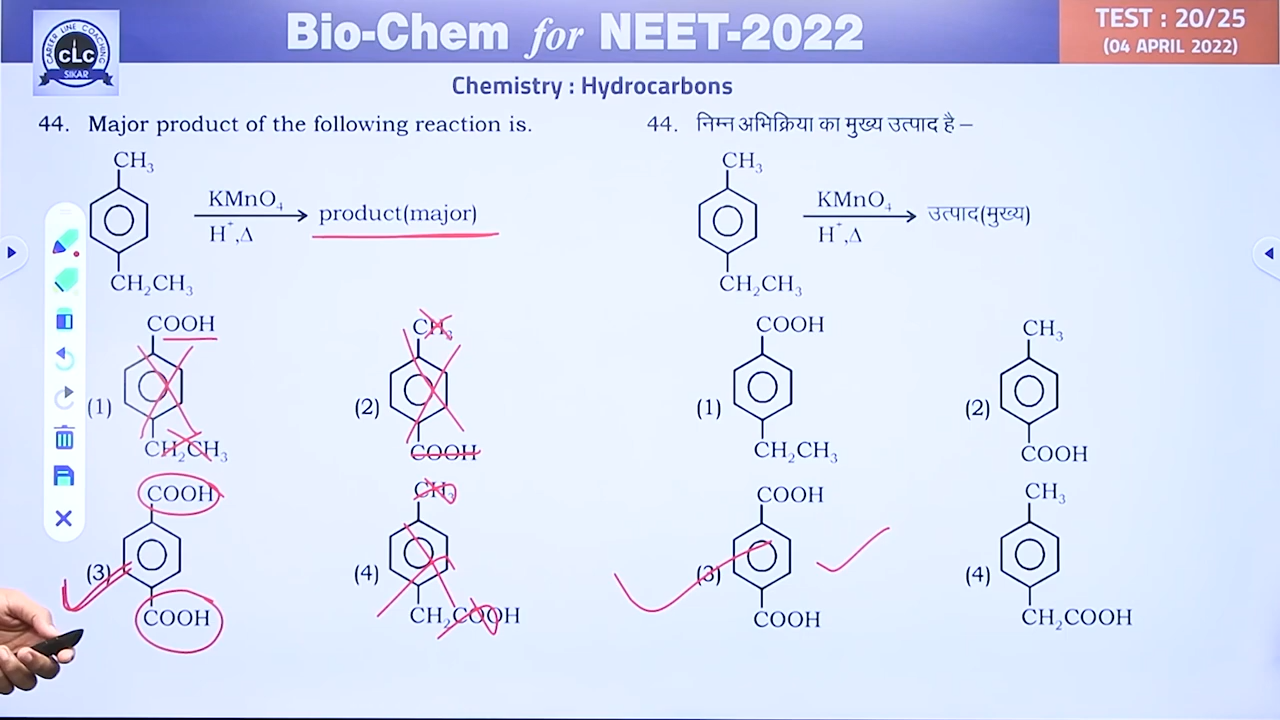 CAREER LINE COACHING
CLC
SIKAR
Bio-Chem for NEET-2022
TEST : 20/25
(04 APRIL 2022)
Chemistry : Hydrocarbons
44. Major product of the following reaction is.
CH₃
KMnO₄
H⁺,Δ
product(major)
CH₂CH₃
(1)
COOH
CH₂CH₃
(2)
CH₃
COOH
(3)
COOH
COOH
(4)
CH₃
CH₂COOH
44. निम्न अभिक्रिया का मुख्य उत्पाद है –
CH₃
KMnO₄
H⁺,Δ
उत्पाद(मुख्य)
CH₂CH₃
(1)
COOH
CH₂CH₃
(2)
CH₃
COOH
(3)
COOH
COOH
(4)
CH₃
CH₂COOH